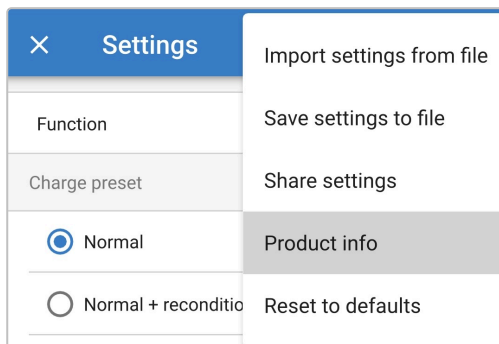 Settings
Import settings from file
Function
Save settings to file
Charge preset
Share settings
Normal
Product info
Normal + reconditio
Reset to defaults